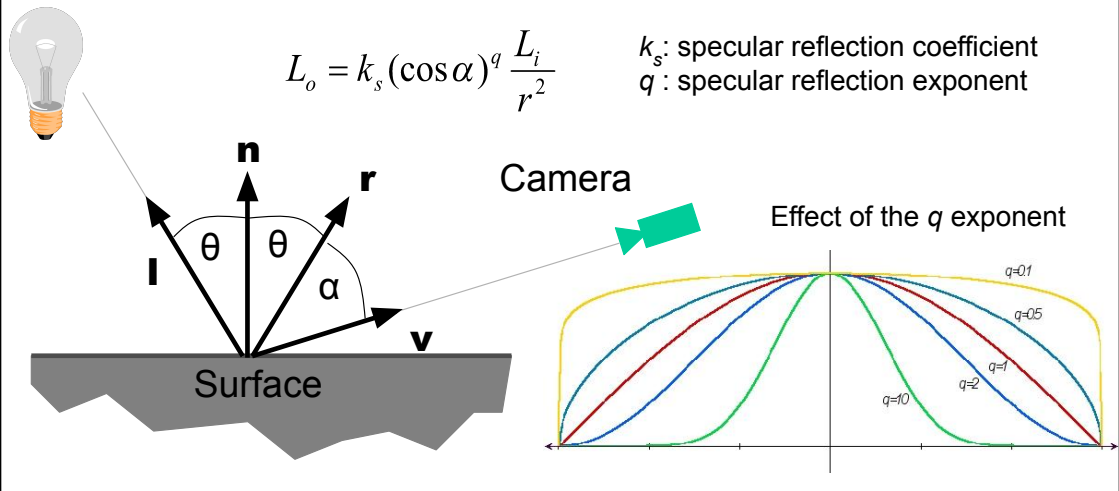 L_o = k_s (cos α)^q L_i / r^2
k_s: specular reflection coefficient
q : specular reflection exponent
n
r
Camera
Effect of the q exponent
θ
θ
l
α
v
Surface
q=0.1
q=0.5
q=1
q=2
q=10